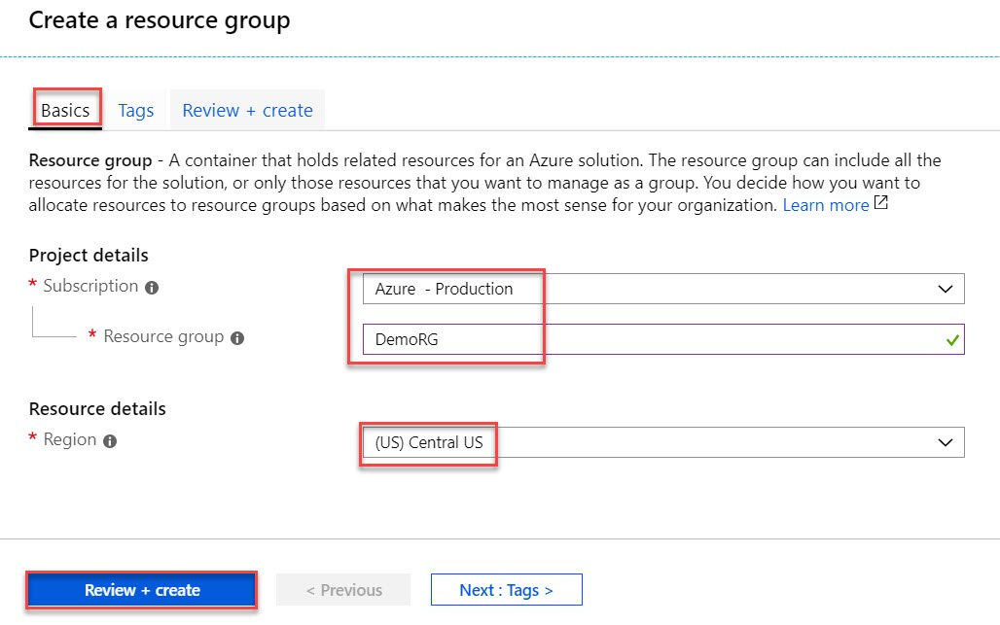 Create a resource group
Basics Tags Review + create
Resource group - A container that holds related resources for an Azure solution. The resource group can include all the
resources for the solution, or only those resources that you want to manage as a group. You decide how you want to
allocate resources to resource groups based on what makes the most sense for your organization. Learn more
Project details
* Subscription Azure - Production
* Resource group DemoRG
Resource details
* Region (US) Central US
Review + create < Previous Next : Tags >